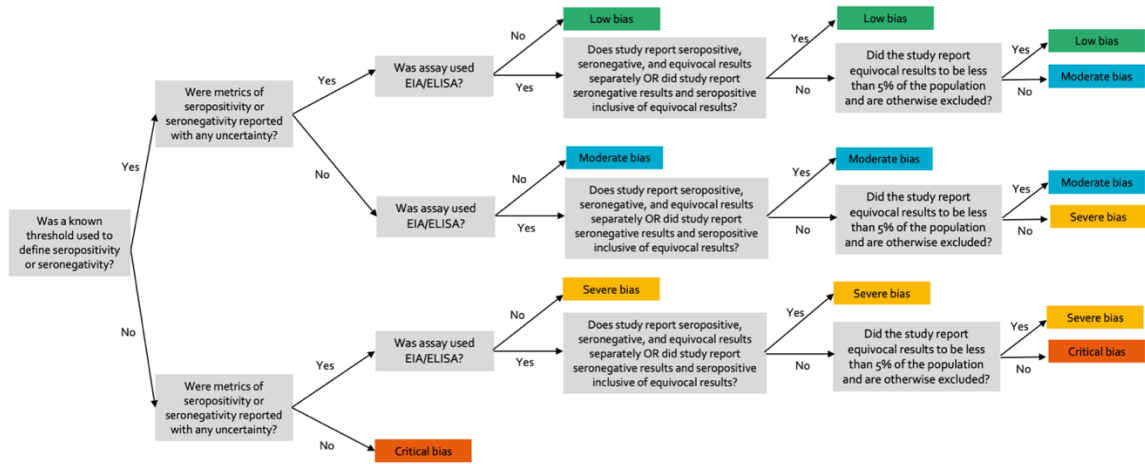 Was a known
threshold used to
define seropositivity
or seronegativity?
Yes
No
Were metrics of
seropositivity or
seronegativity reported
with any uncertainty?
Yes
No
Was assay used
EIA/ELISA?
No
Yes
Low bias
Does study report seropositive,
seronegative, and equivocal results
separately OR did study report
seronegative results and seropositive
inclusive of equivocal results?
Yes
No
Low bias
Did the study report
equivocal results to be less
than 5% of the population
and are otherwise excluded?
Yes
No
Low bias
Moderate bias
Was assay used
EIA/ELISA?
No
Yes
Moderate bias
Does study report seropositive,
seronegative, and equivocal results
separately OR did study report
seronegative results and seropositive
inclusive of equivocal results?
Yes
No
Moderate bias
Did the study report
equivocal results to be less
than 5% of the population
and are otherwise excluded?
Yes
No
Moderate bias
Severe bias
Were metrics of
seropositivity or
seronegativity reported
with any uncertainty?
Yes
No
Was assay used
EIA/ELISA?
No
Yes
Severe bias
Does study report seropositive,
seronegative, and equivocal results
separately OR did study report
seronegative results and seropositive
inclusive of equivocal results?
Yes
No
Severe bias
Did the study report
equivocal results to be less
than 5% of the population
and are otherwise excluded?
Yes
No
Severe bias
Critical bias
Critical bias